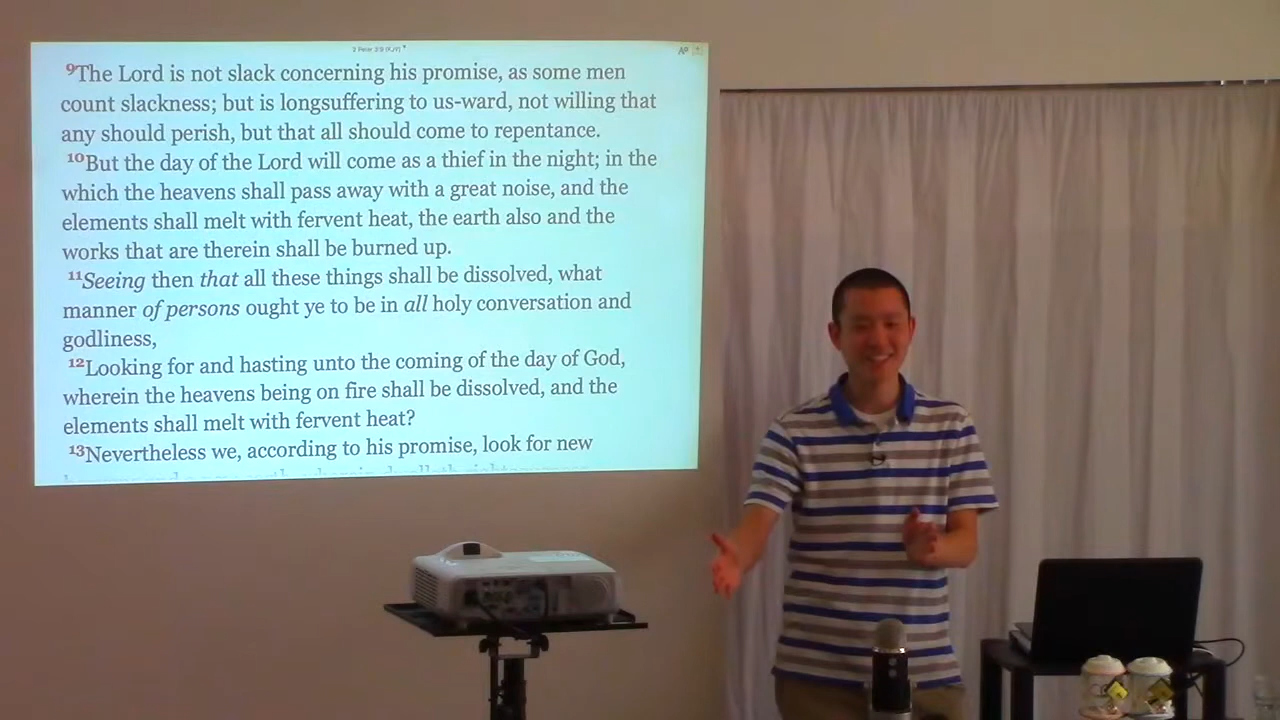 2 Peter 3:9 (KJV)
9The Lord is not slack concerning his promise, as some men
count slackness; but is longsuffering to us-ward, not willing that
any should perish, but that all should come to repentance.
10But the day of the Lord will come as a thief in the night; in the
which the heavens shall pass away with a great noise, and the
elements shall melt with fervent heat, the earth also and the
works that are therein shall be burned up.
11Seeing then that all these things shall be dissolved, what
manner of persons ought ye to be in all holy conversation and
godliness,
12Looking for and hasting unto the coming of the day of God,
wherein the heavens being on fire shall be dissolved, and the
elements shall melt with fervent heat?
13Nevertheless we, according to his promise, look for new